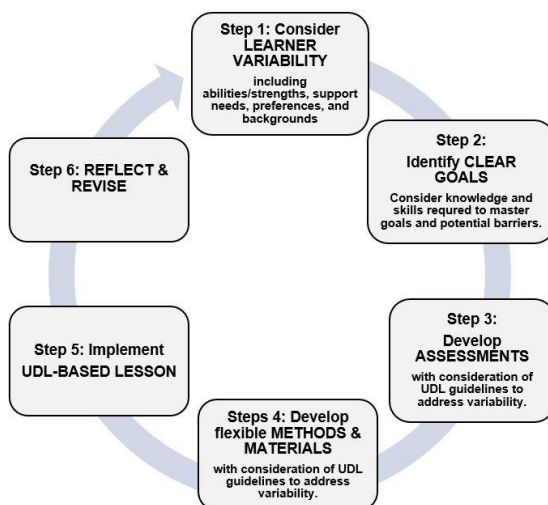 Step 1: Consider
LEARNER
VARIABILITY
including
abilities/strengths, support
needs, preferences, and
backgrounds
Step 2:
Identify CLEAR
GOALS
Consider knowledge and
skills requred to master
goals and potential barriers.
Step 3:
Develop
ASSESSMENTS
with consideration of
UDL guidelines to
address variability.
Steps 4: Develop
flexible METHODS &
MATERIALS
with consideration of UDL
guidelines to address
variability.
Step 5: Implement
UDL-BASED LESSON
Step 6: REFLECT &
REVISE